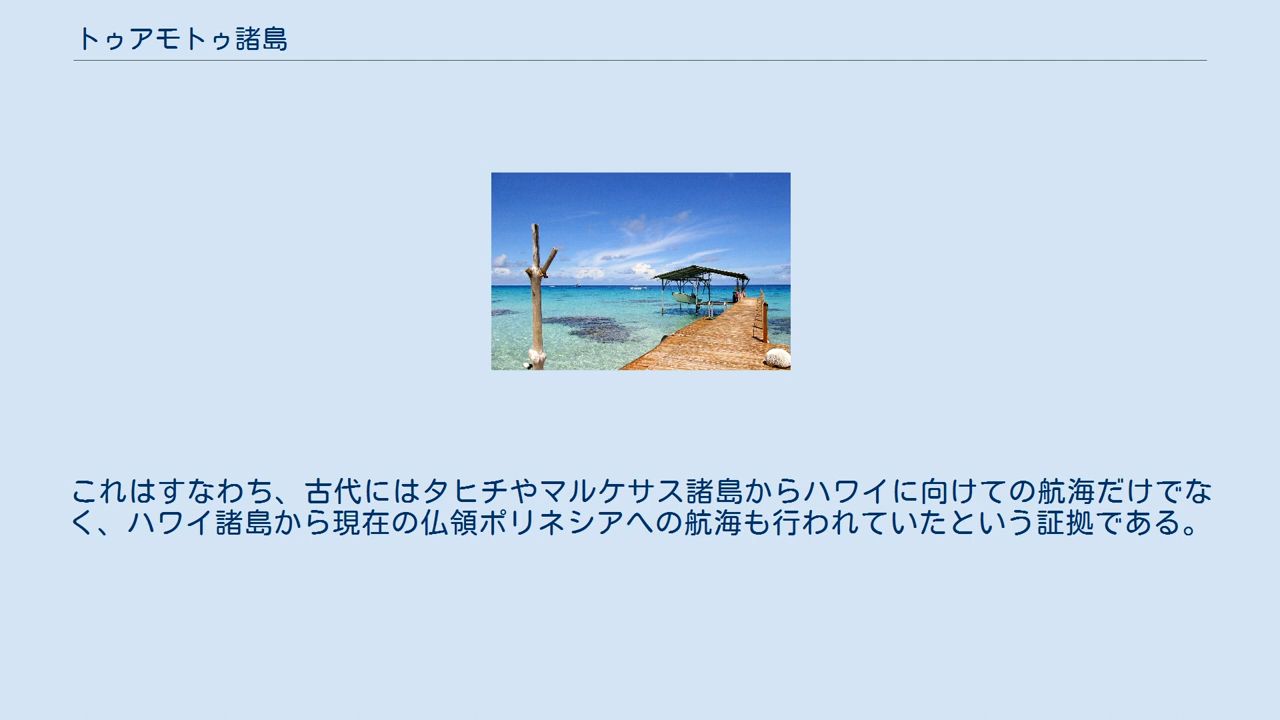 トゥアモトゥ諸島
これはすなわち、古代にはタヒチやマルケサス諸島からハワイに向けての航海だけでな
く、ハワイ諸島から現在の仏領ポリネシアへの航海も行われていたという証拠である。